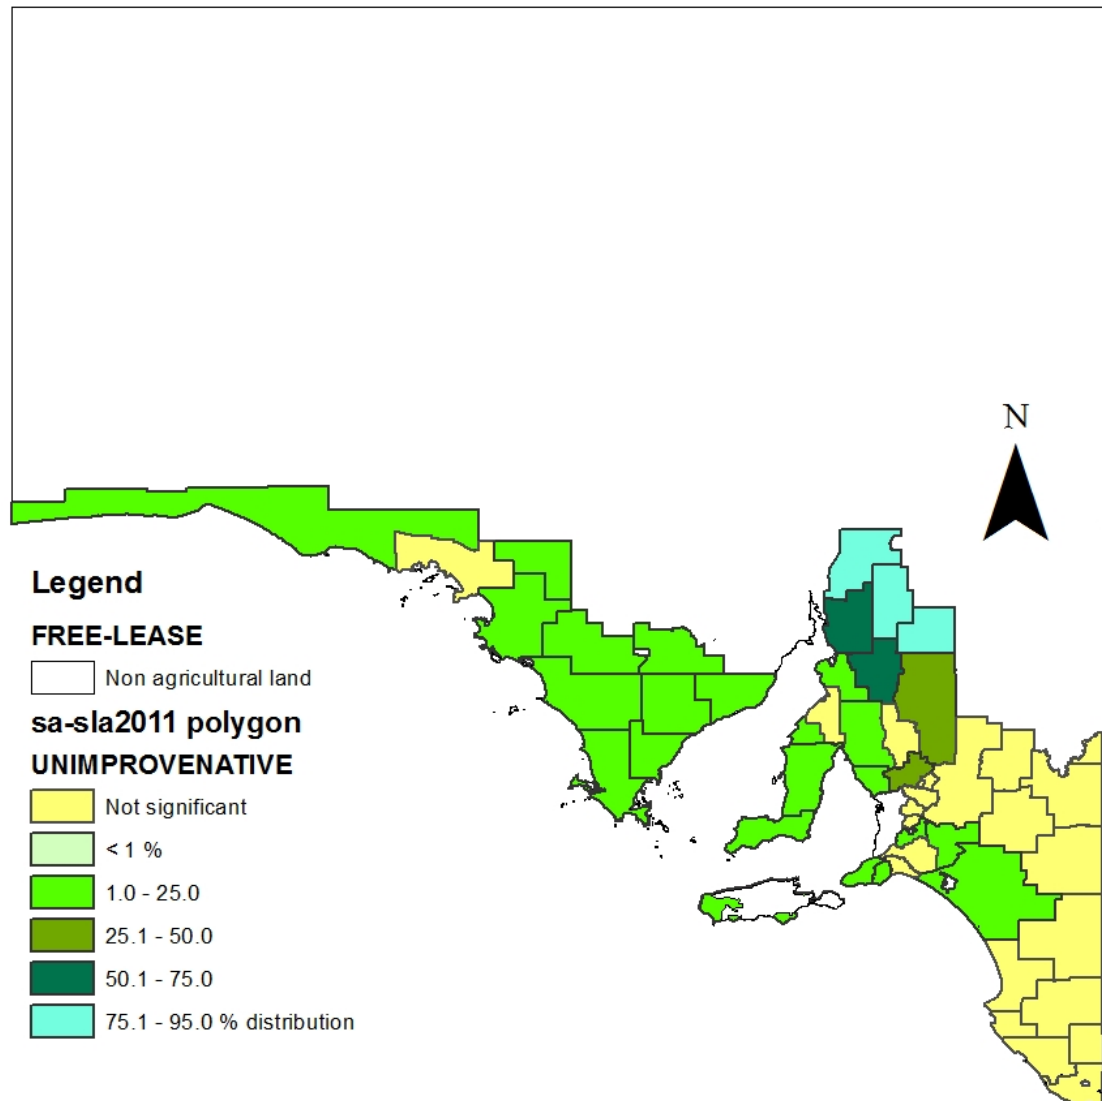 N
Legend
FREE-LEASE
Non agricultural land
sa-sla2011 polygon
UNIMPROVENATIVE
Not significant
< 1 %
1.0 - 25.0
25.1 - 50.0
50.1 - 75.0
75.1 - 95.0 % distribution